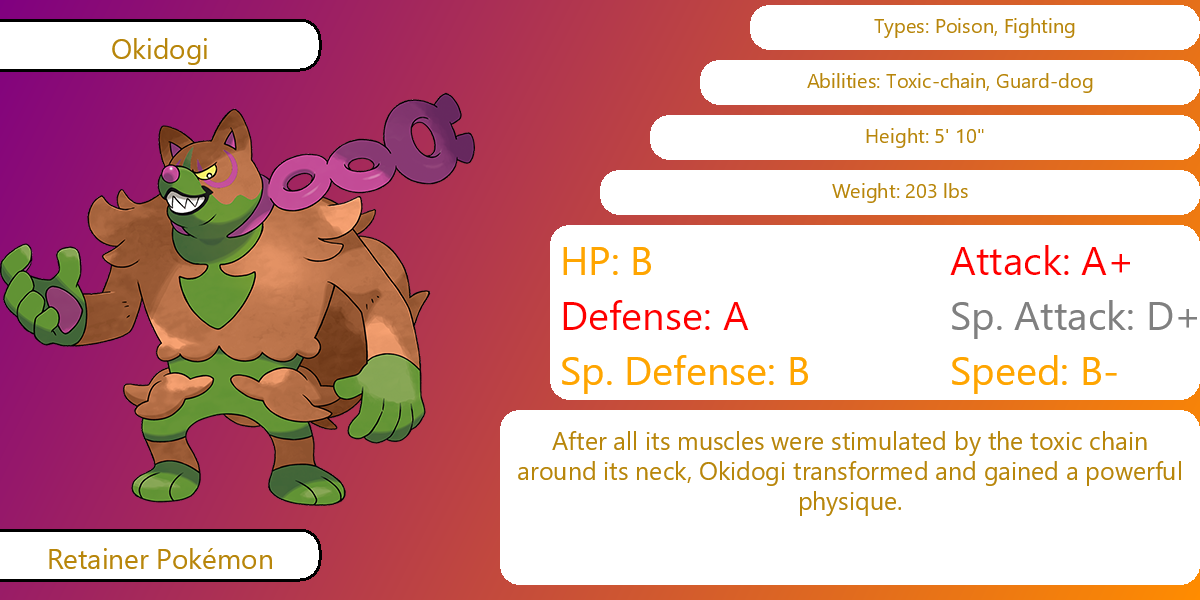 Okidogi
Types: Poison, Fighting
Abilities: Toxic-chain, Guard-dog
Height: 5' 10"
Weight: 203 lbs
HP: B
Attack: A+
Defense: A
Sp. Attack: D+
Sp. Defense: B
Speed: B-
After all its muscles were stimulated by the toxic chain
around its neck, Okidogi transformed and gained a powerful
physique.
Retainer Pokémon